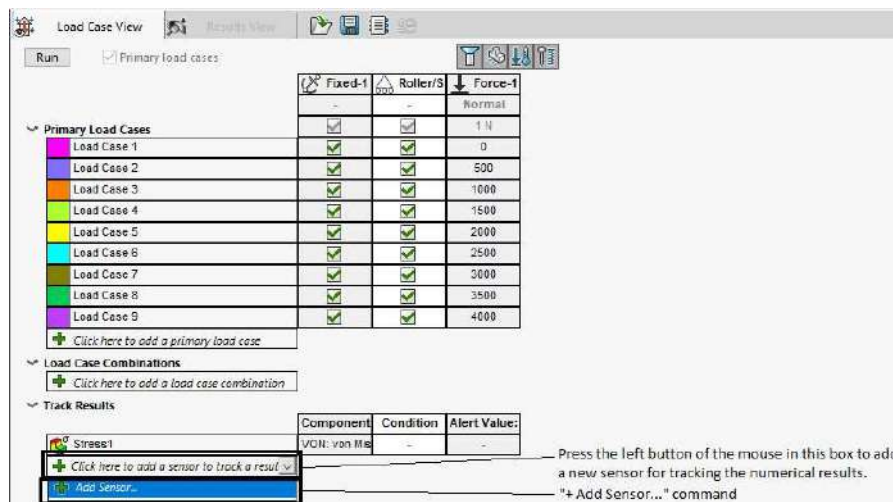 Load Case View Results View
Run Primary load cases
Fixed-1 Roller/S Force-1
- - Normal
Primary Load Cases 1 N
Load Case 1 0
Load Case 2 500
Load Case 3 1000
Load Case 4 1500
Load Case 5 2000
Load Case 6 2500
Load Case 7 3000
Load Case 8 3500
Load Case 9 4000
Click here to add a primary load case
Load Case Combinations
Click here to add a load case combination
Track Results
Component Condition Alert Value:
Stress1 VON: von Mis - -
Click here to add a sensor to track a resul
Add Sensor...
Press the left button of the mouse in this box to add
a new sensor for tracking the numerical results.
"+ Add Sensor..." command